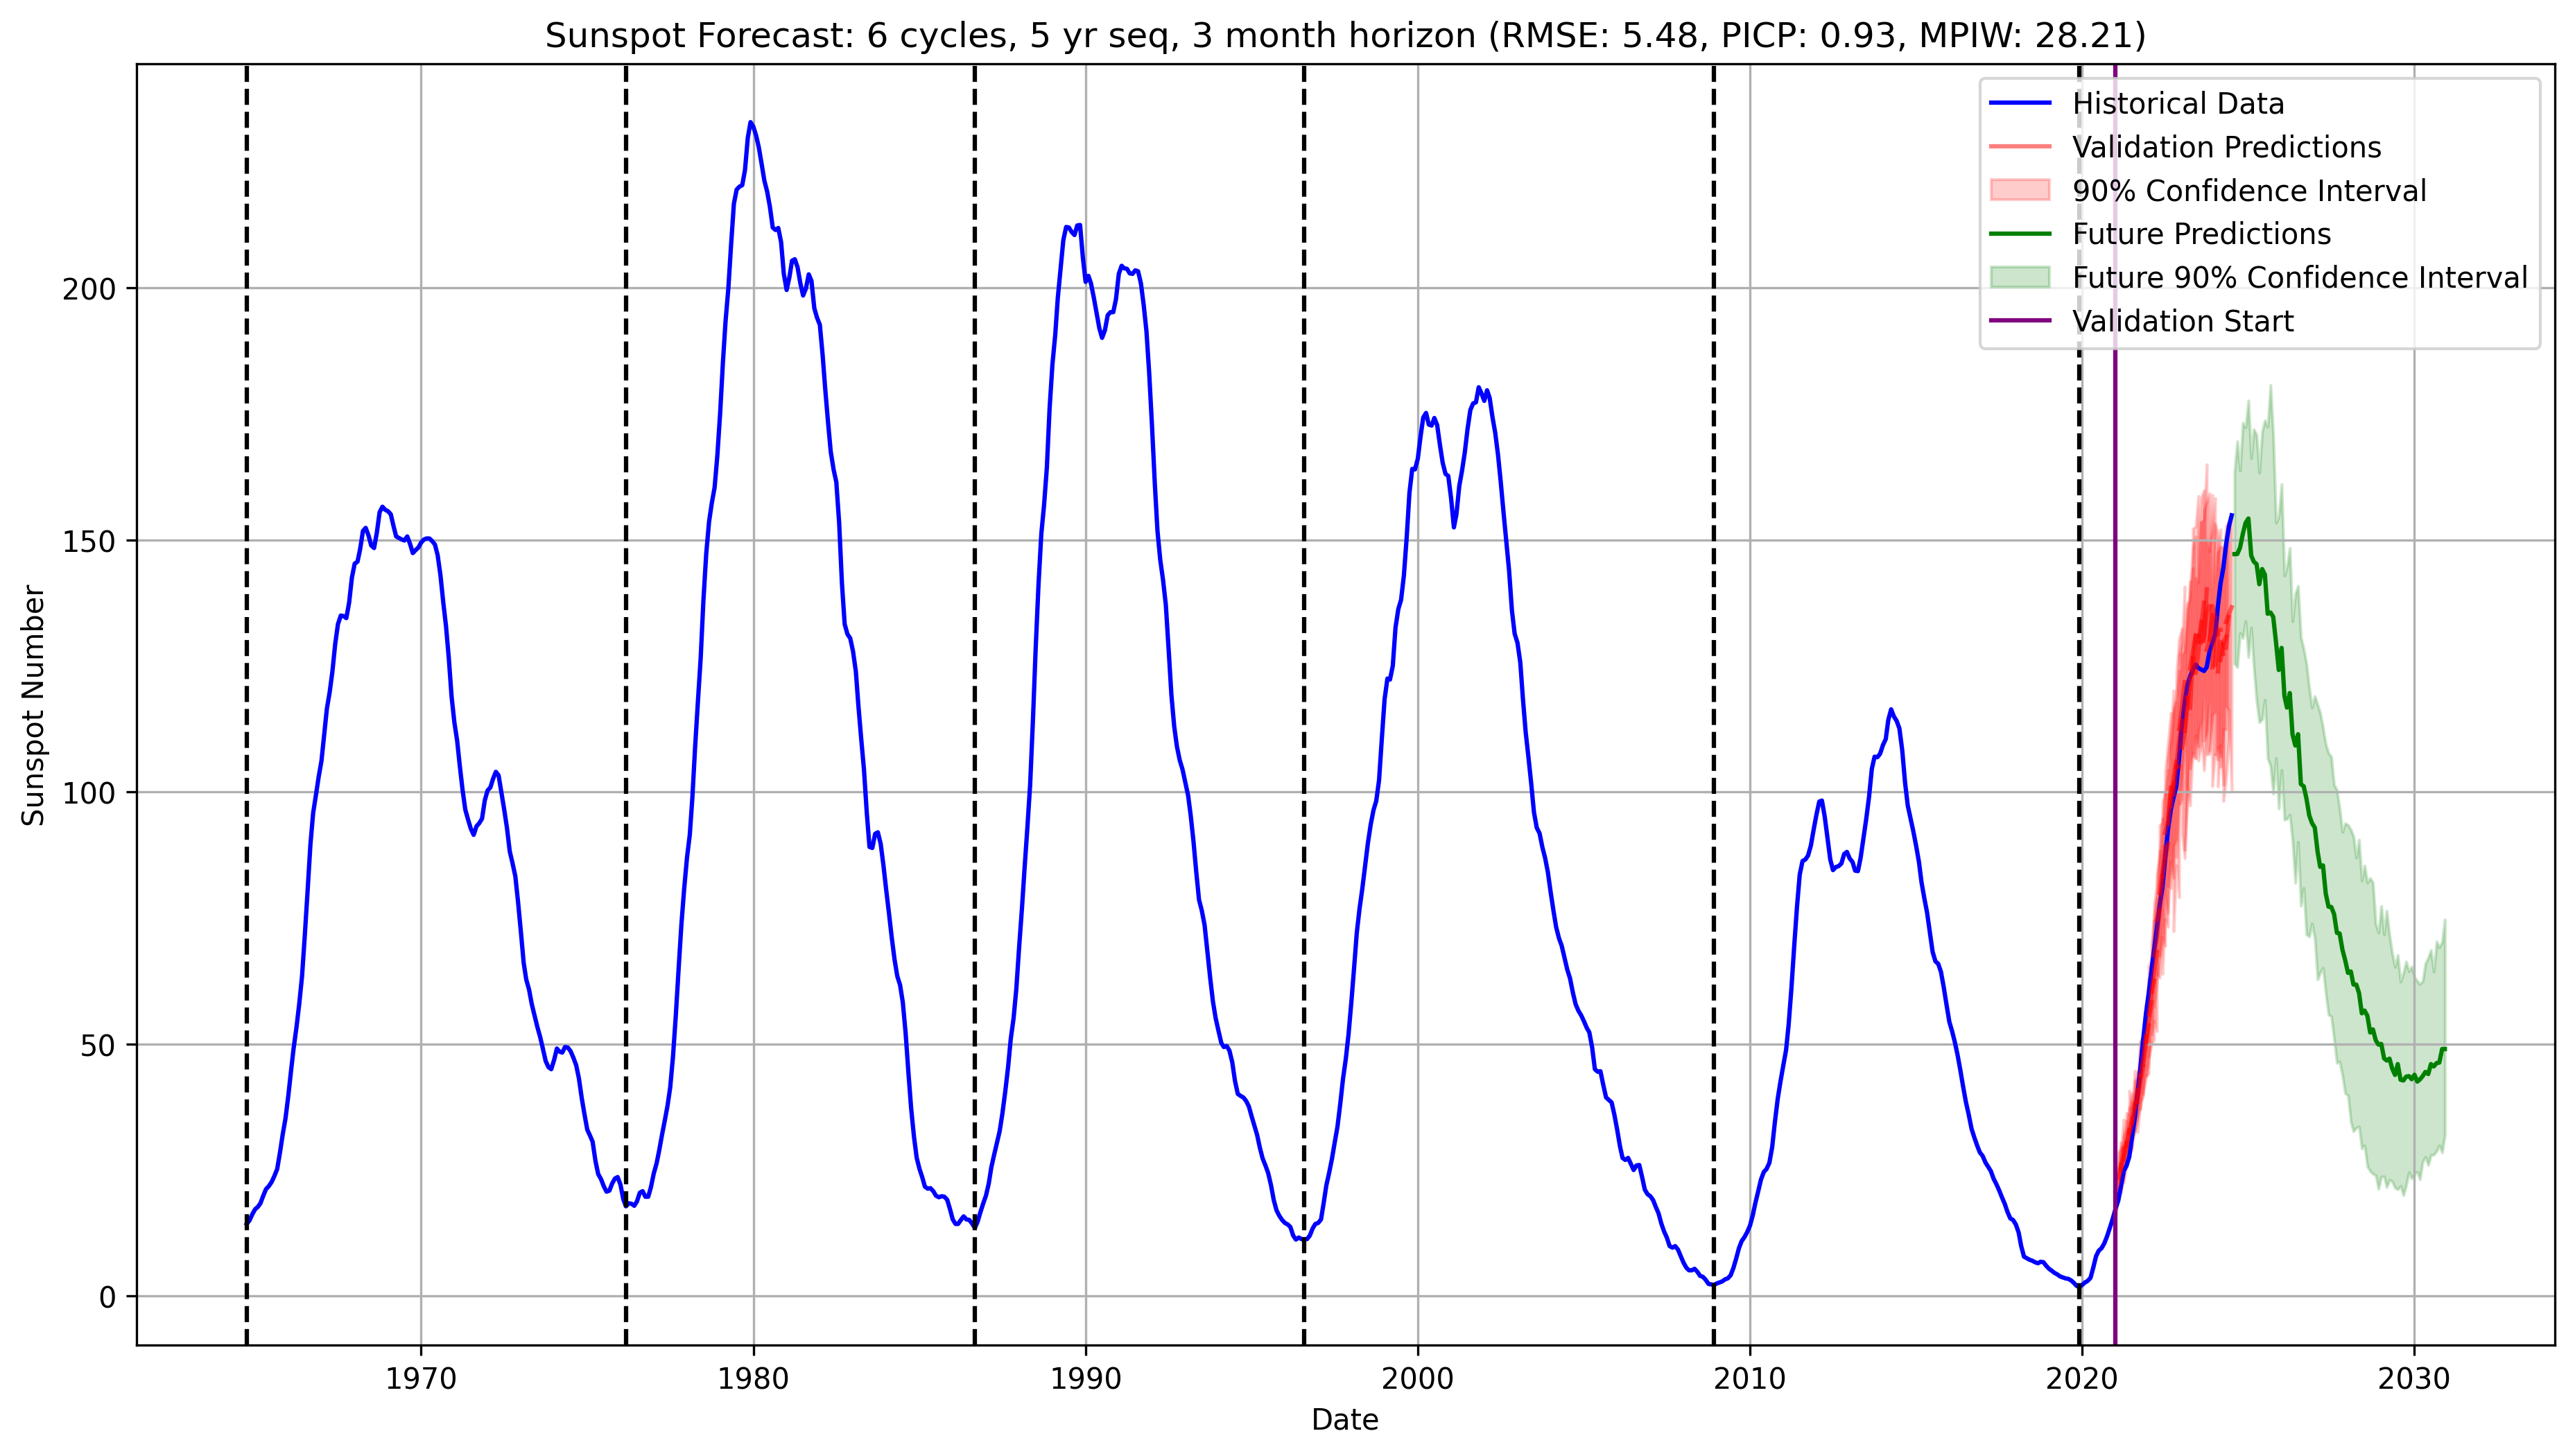 Sunspot Forecast: 6 cycles, 5 yr seq, 3 month horizon (RMSE: 5.48, PICP: 0.93, MPIW: 28.21)
Historical Data
Validation Predictions
90% Confidence Interval
Future Predictions
Future 90% Confidence Interval
Validation Start
Sunspot Number
200
150
100
50
0
1970 1980 1990 2000 2010 2020 2030
Date